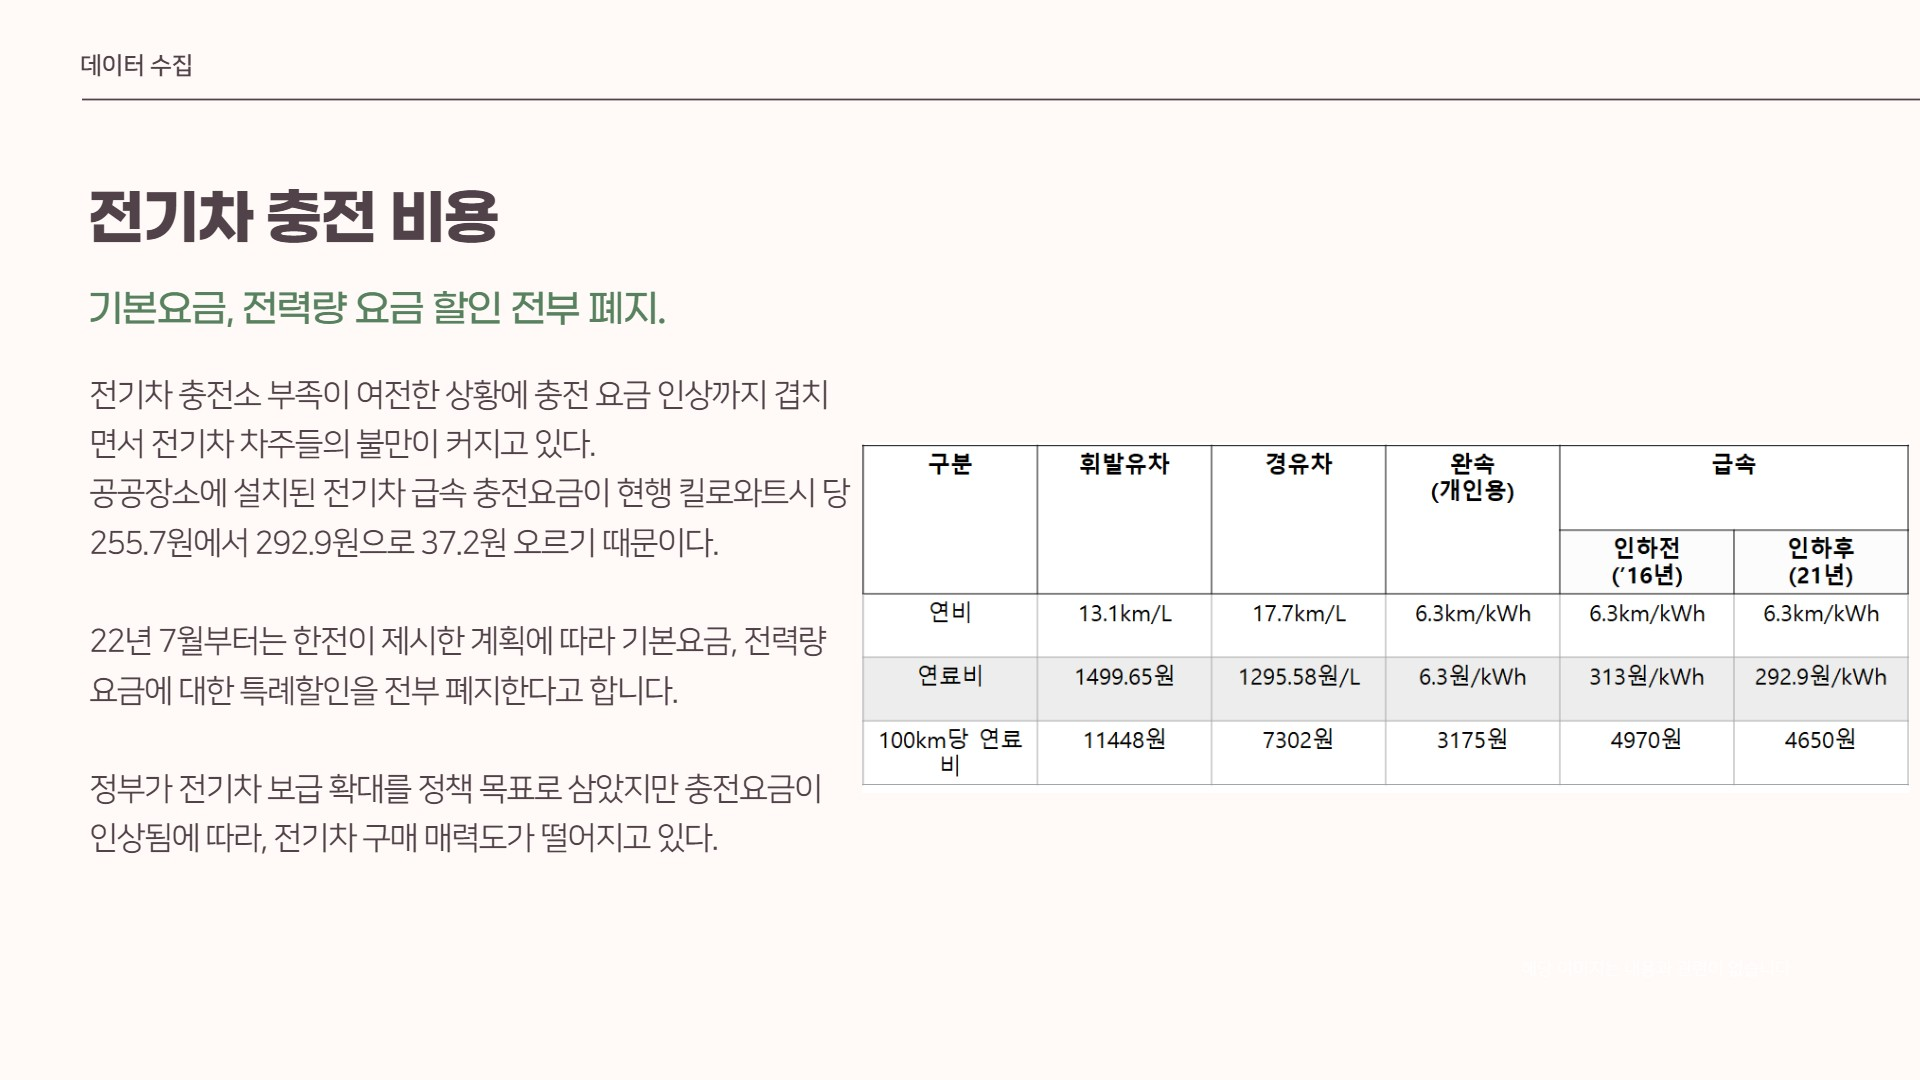 데이터 수집
전기차 충전 비용
기본요금, 전력량 요금 할인 전부 폐지.
전기차 충전소 부족이 여전한 상황에 충전 요금 인상까지 겹치
면서 전기차 차주들의 불만이 커지고 있다.
공공장소에 설치된 전기차 급속 충전요금이 현행 킬로와트시 당
255.7원에서 292.9원으로 37.2원 오르기 때문이다.
22년 7월부터는 한전이 제시한 계획에 따라 기본요금, 전력량
요금에 대한 특례할인을 전부 폐지한다고 합니다.
정부가 전기차 보급 확대를 정책 목표로 삼았지만 충전요금이
인상됨에 따라, 전기차 구매 매력도가 떨어지고 있다.
구분 휘발유차 경유차 완속 급속
(개인용)
인하전 인하후
('16년) (21년)
연비 13.1km/L 17.7km/L 6.3km/kWh 6.3km/kWh 6.3km/kWh
연료비 1499.65원 1295.58원/L 6.3원/kWh 313원/kWh 292.9원/kWh
100km당 연료 11448원 7302원 3175원 4970원 4650원
비